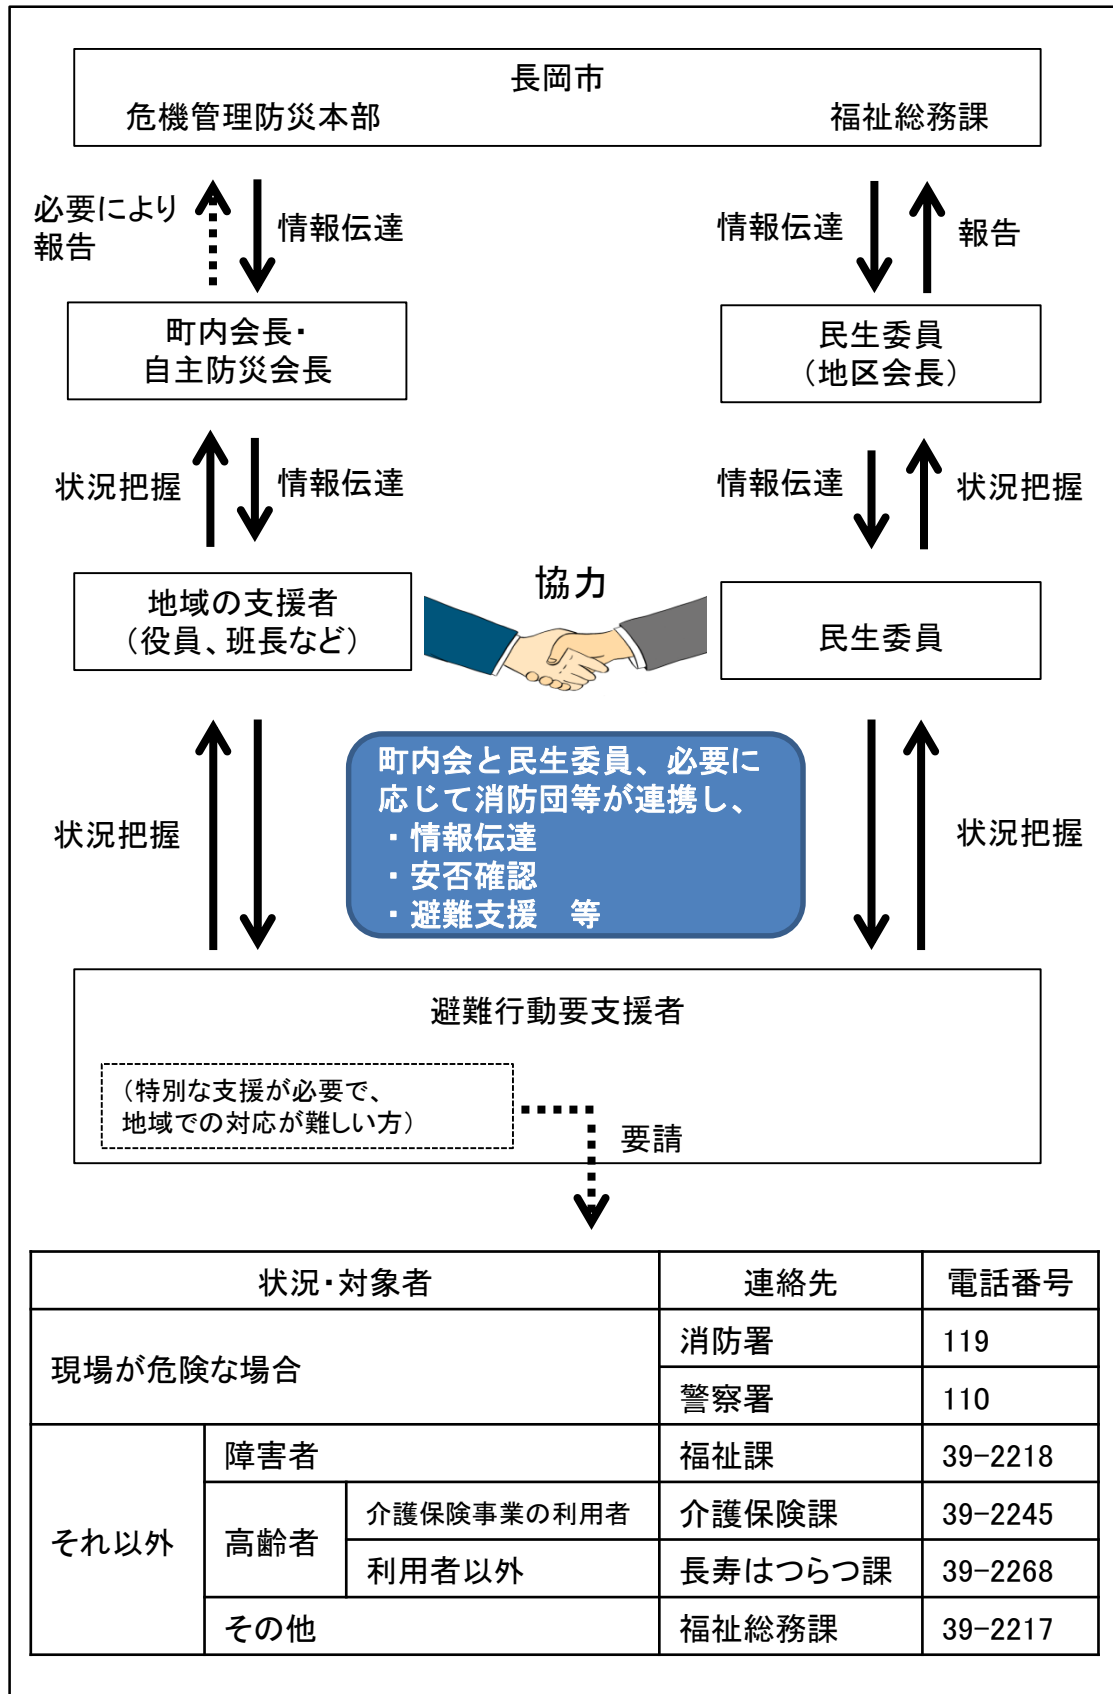 長岡市
危機管理防災本部
福祉総務課
必要により
報告
情報伝達
情報伝達
報告
町内会長・
自主防災会長
民生委員
（地区会長）
状況把握
情報伝達
情報伝達
状況把握
地域の支援者
（役員、班長など）
協力
民生委員
町内会と民生委員、必要に
応じて消防団等が連携し、
・情報伝達
・安否確認
・避難支援　等
状況把握
状況把握
避難行動要支援者
（特別な支援が必要で、
地域での対応が難しい方）
要請
状況・対象者 連絡先 電話番号
現場が危険な場合
消防署 119
警察署 110
それ以外
障害者 福祉課 39-2218
高齢者
介護保険事業の利用者 介護保険課 39-2245
利用者以外 長寿はつらつ課 39-2268
その他 福祉総務課 39-2217